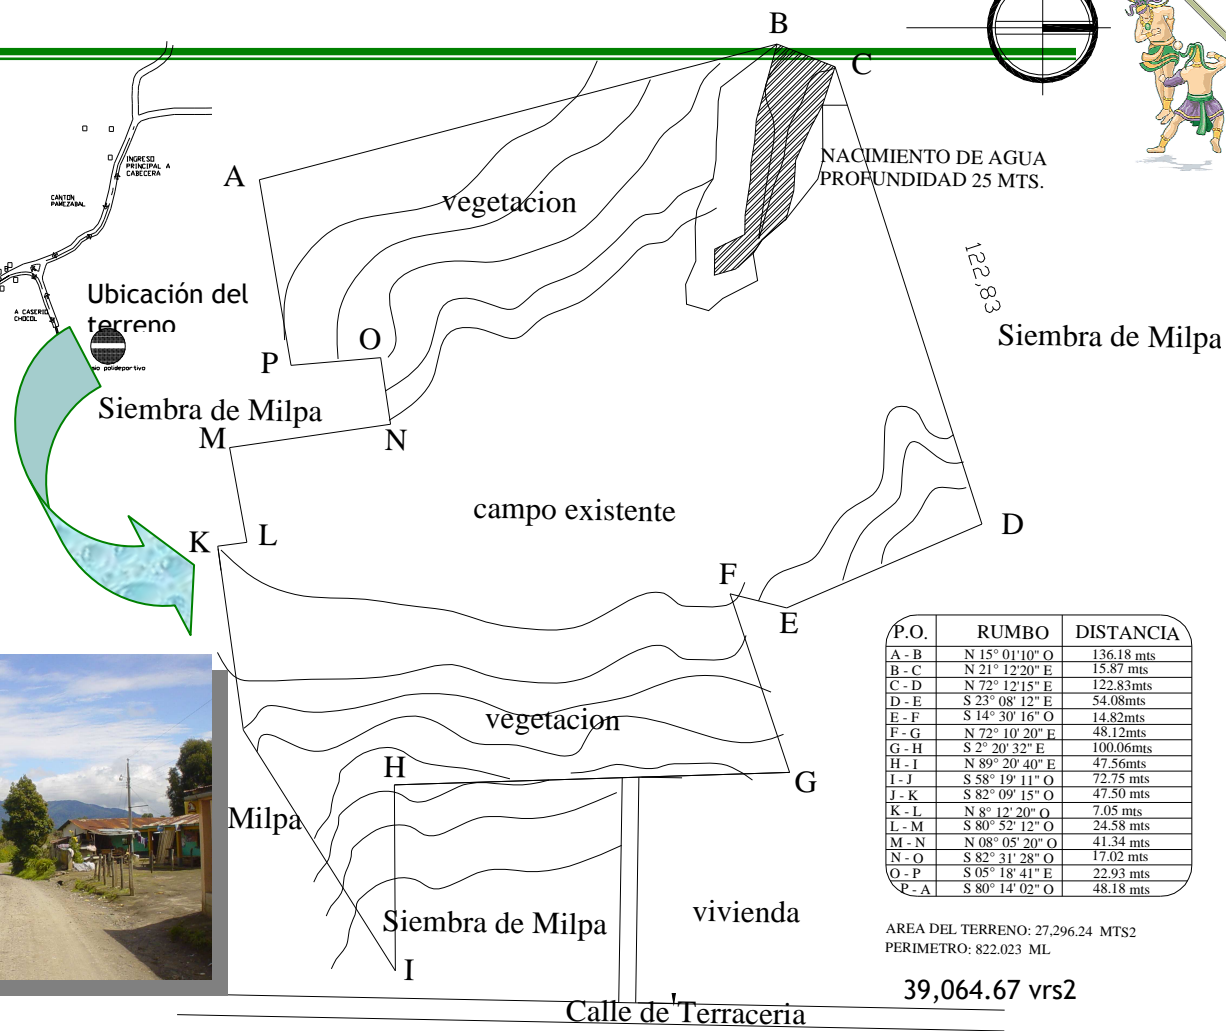 B
C
INGRESO
PRINCIPAL A
CABECERA
NACIMIENTO DE AGUA
PROFUNDIDAD 25 MTS.
A
vegetacion
CANTON
PAMEZABAL
122,83
Ubicación del
terreno
A CASERIO
CHOCOL
Siembra de Milpa
O
P
polideportivo
Siembra de Milpa
M
N
campo existente
D
K
L
F
E
P.O. RUMBO DISTANCIA
A - B N 15° 01'10" O 136.18 mts
B - C N 21° 12'20" E 15.87 mts
C - D N 72° 12'15" E 122.83mts
D - E S 23° 08' 12" E 54.08mts
E - F S 14° 30' 16" O 14.82mts
F - G N 72° 10' 20" E 48.12mts
G - H S 2° 20' 32" E 100.06mts
H - I N 89° 20' 40" E 47.56mts
I - J S 58° 19' 11" O 72.75 mts
J - K S 82° 09' 15" O 47.50 mts
K - L N 8° 12' 20" O 7.05 mts
L - M S 80° 52' 12" O 24.58 mts
M - N N 08° 05' 20" O 41.34 mts
N - O S 82° 31' 28" O 17.02 mts
O - P S 05° 18' 41" E 22.93 mts
P - A S 80° 14' 02" O 48.18 mts
vegetacion
H
G
Milpa
Siembra de Milpa
vivienda
I
AREA DEL TERRENO: 27,296.24 MTS2
PERIMETRO: 822.023 ML
39,064.67 vrs2
Calle de Terraceria